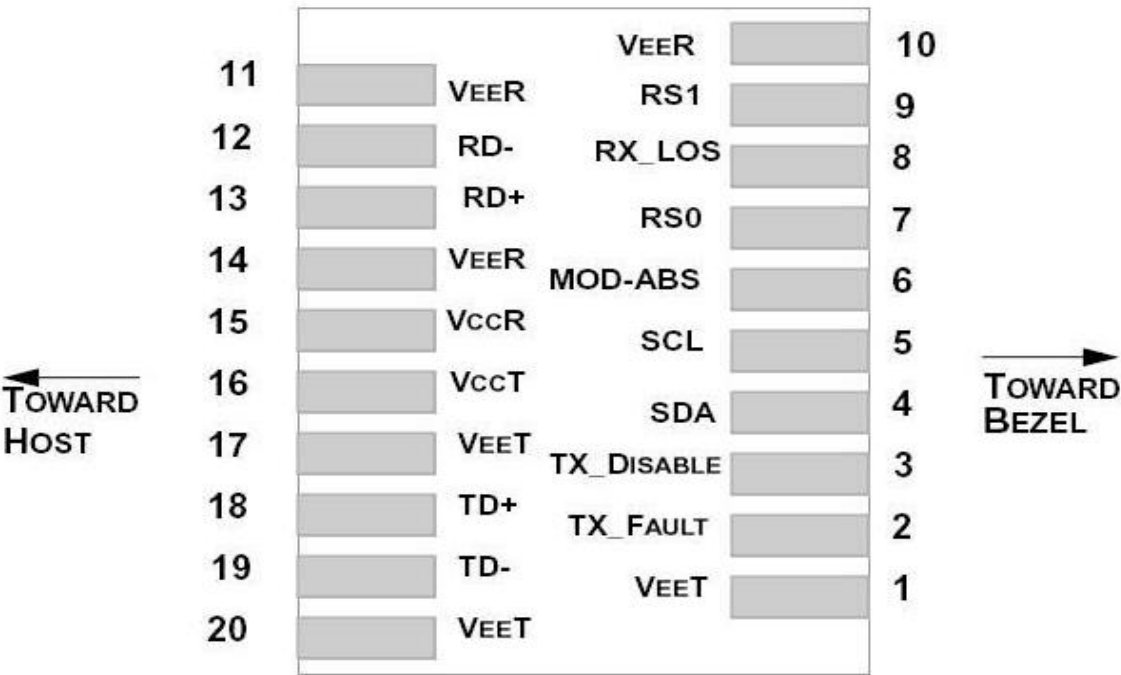 VEER 10
11 VEER
RS1 9
12 RD-
RX_LOS 8
13 RD+
RS0 7
14 VEER
MOD-ABS 6
15 VCCR
SCL 5
16 VCCT
SDA 4
17 VEET
TX_DISABLE 3
18 TD+
TX_FAULT 2
19 TD-
VEET 1
20 VEET
TOWARD
HOST
TOWARD
BEZEL